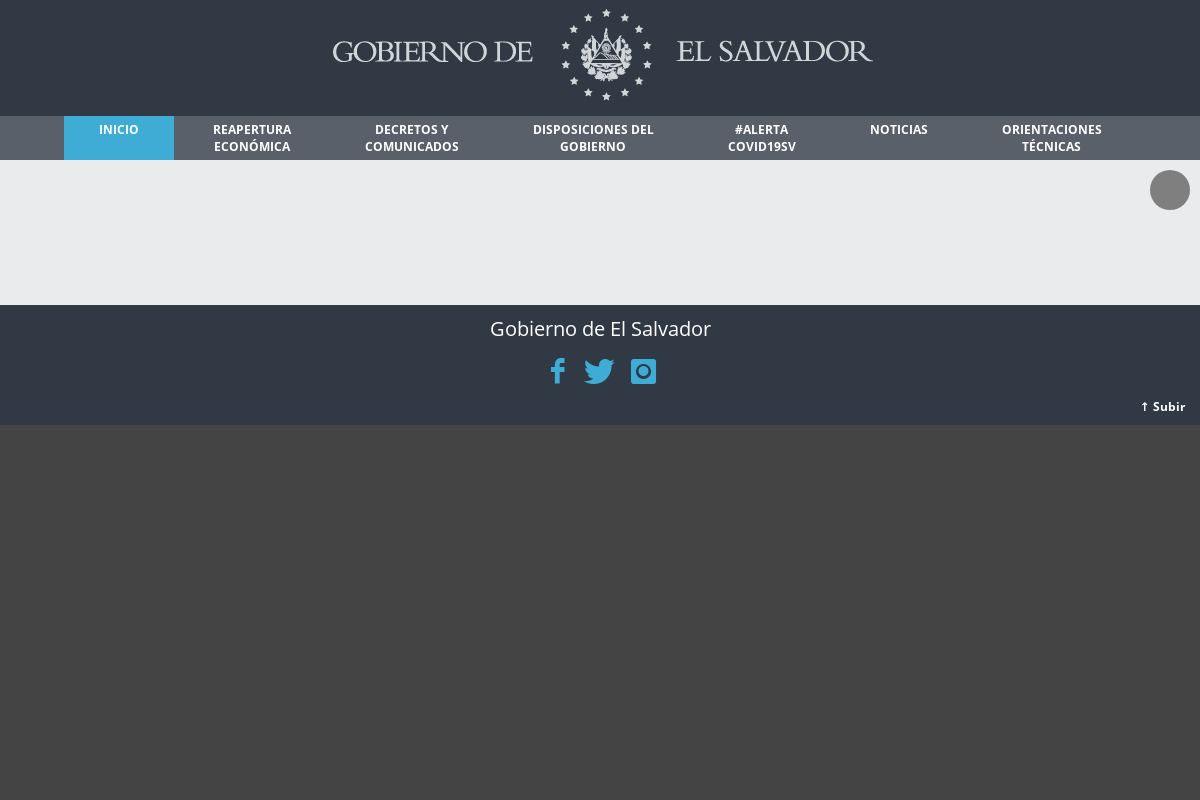 GOBIERNO DE EL SALVADOR
INICIO
REAPERTURA
ECONÓMICA
DECRETOS Y
COMUNICADOS
DISPOSICIONES DEL
GOBIERNO
#ALERTA
COVID19SV
NOTICIAS
ORIENTACIONES
TÉCNICAS
Gobierno de El Salvador
↑ Subir